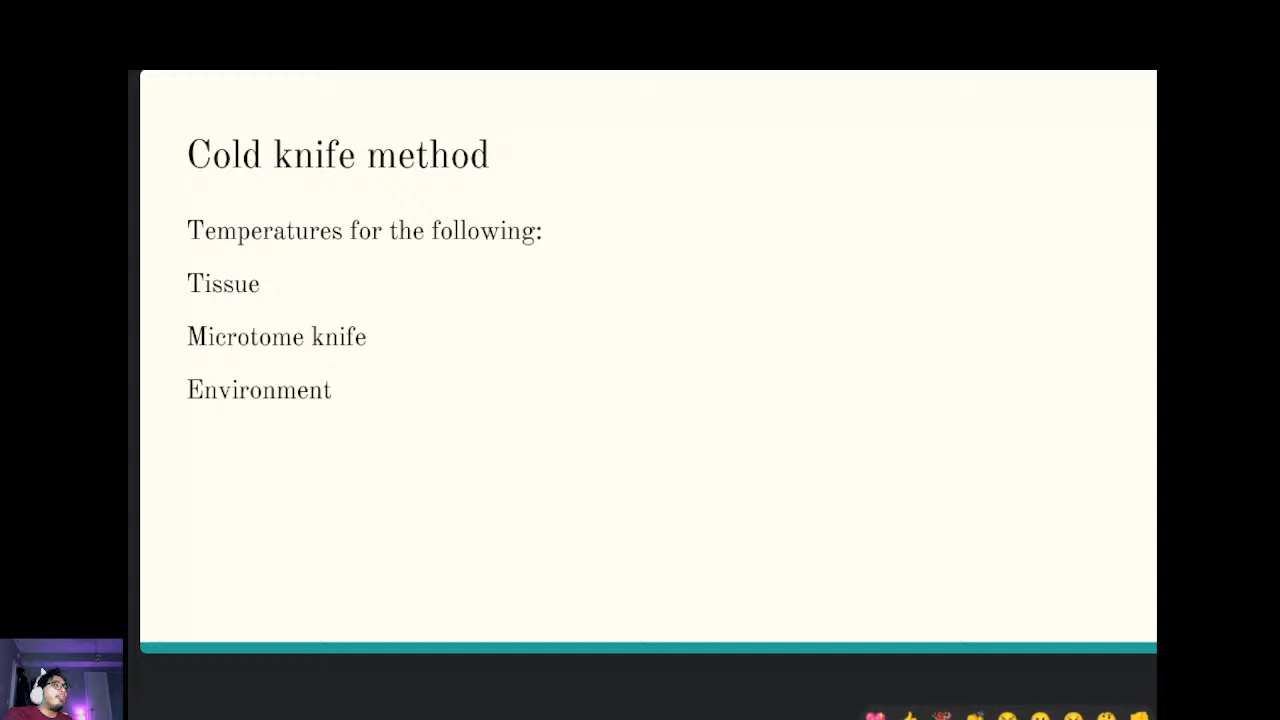 Cold knife method
Temperatures for the following:
Tissue
Microtome knife
Environment